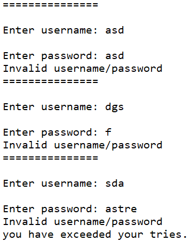 ===============
Enter username: asd
Enter password: asd
Invalid username/password
===============
Enter username: dgs
Enter password: f
Invalid username/password
===============
Enter username: sda
Enter password: astre
Invalid username/password
you have exceeded your tries.